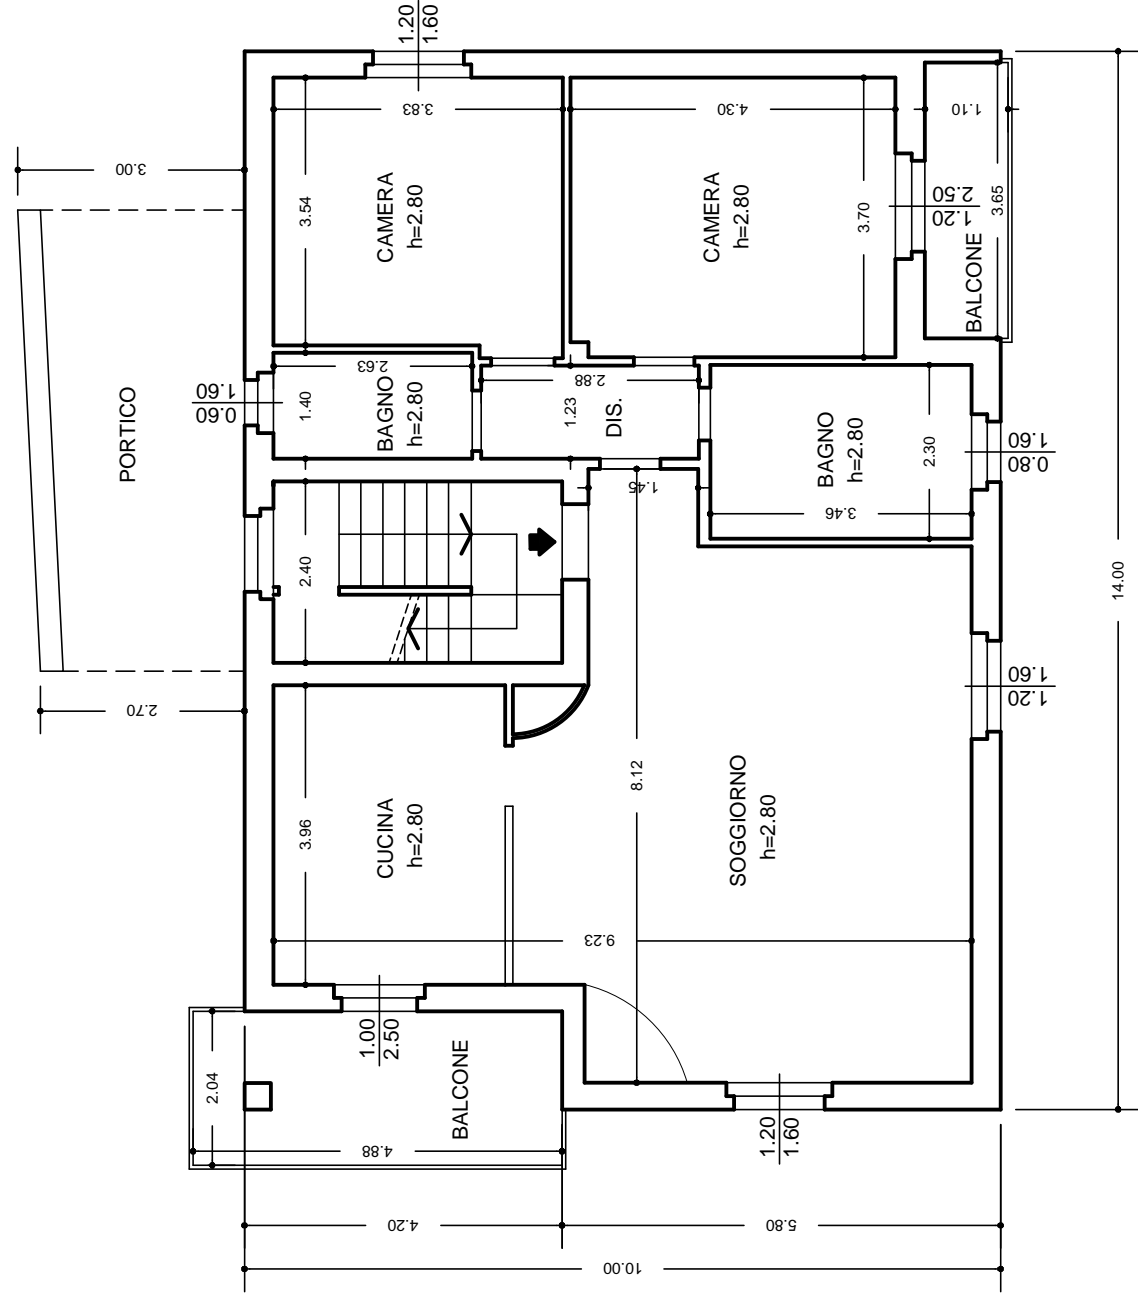 1.20
1.60
3.00
3.83
4.30
1.10
3.54
CAMERA
h=2.80
CAMERA
h=2.80
3.70
2.50
1.20
3.65
BALCONE
PORTICO
1.60
0.60
2.63
1.40
BAGNO
h=2.80
2.88
1.23
DIS.
BAGNO
h=2.80
2.30
1.60
0.80
3.46
1.45
2.40
14.00
2.70
1.60
1.20
8.12
3.96
CUCINA
h=2.80
SOGGIORNO
h=2.80
9.23
1.00
2.50
2.04
BALCONE
4.88
1.20
1.60
4.20
5.80
10.00